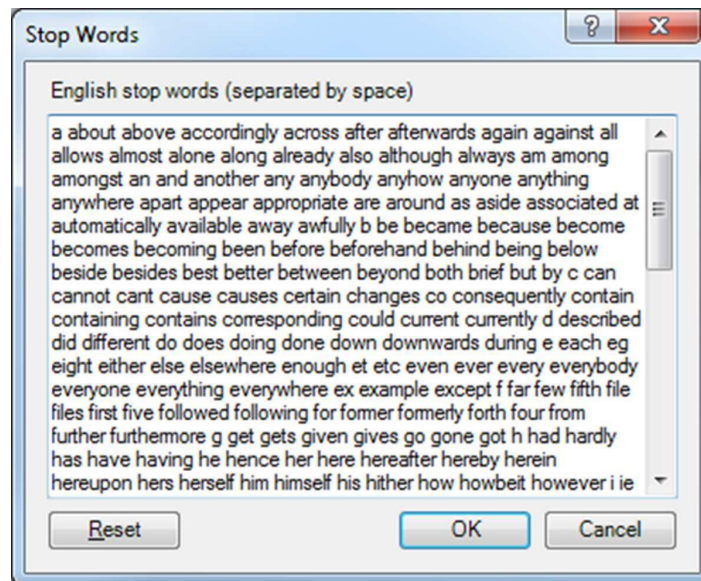 Stop Words
?
English stop words (separated by space)
a about above accordingly across after afterwards again against all
allows almost alone along already also although always am among
amongst an and another any anybody anyhow anyone anything
anywhere apart appear appropriate are around as aside associated at
automatically available away awfully b be became because become
becomes becoming been before beforehand behind being below
beside besides best better between beyond both brief but by c can
cannot cant cause causes certain changes co consequently contain
containing contains corresponding could current currently d described
did different do does doing done down downwards during e each eg
eight either else elsewhere enough et etc even ever every everybody
everyone everything everywhere ex example except f far few fifth file
files first five followed following for former formerly forth four from
further furthermore g get gets given gives go gone got h had hardly
has have having he hence her here hereafter hereby herein
hereupon hers herself him himself his hither how howbeit however i ie
Reset OK Cancel